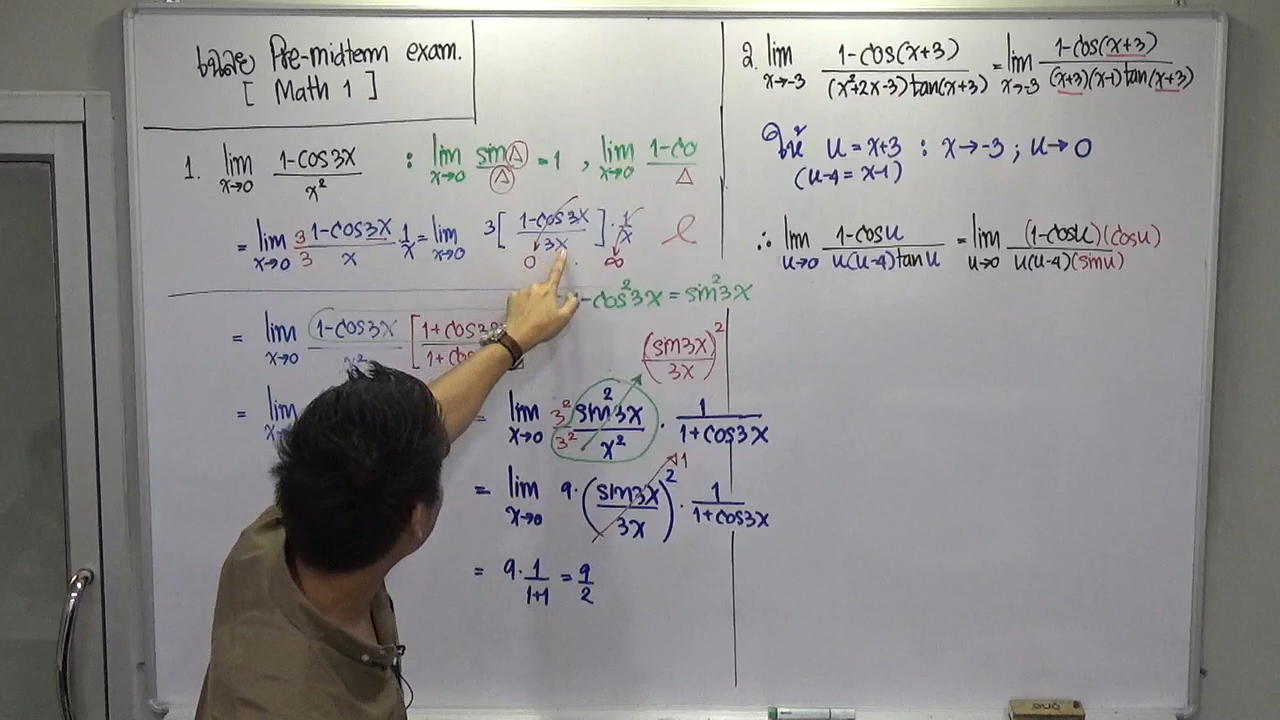 เฉลย Pre-midterm exam.
[ Math 1 ]
1. lim x→0 (1-cos3x)/x² : lim x→0 sin△/△ = 1 , lim x→0 (1-co)/△
= lim x→0 3/3 (1-cos3x)/x · 1/x = lim x→0 3[ (1-cos3x)/3x ] · 1/x
0 ∞
-cos²3x = sin²3x
= lim x→0 (1-cos3x)/x² [ 1+cos3x / 1+cos
(sin3x/3x)²
= lim = lim x→0 3²/3² sin²3x/x² · 1/(1+cos3x)
= lim x→0 9·(sin3x/3x)² · 1/(1+cos3x) →1
= 9·1/(1+1) = 9/2
2. lim x→-3 (1-cos(x+3))/((x²+2x-3)tan(x+3)) = lim x→-3 (1-cos(x+3))/((x+3)(x-1)tan(x+3))
ให้ u = x+3 : x→-3 ; u→0
(u-4 = x-1)
∴ lim u→0 (1-cosu)/(u(u-4)tanu) = lim u→0 (1-cosu)(cosu)/(u(u-4)(sinu))